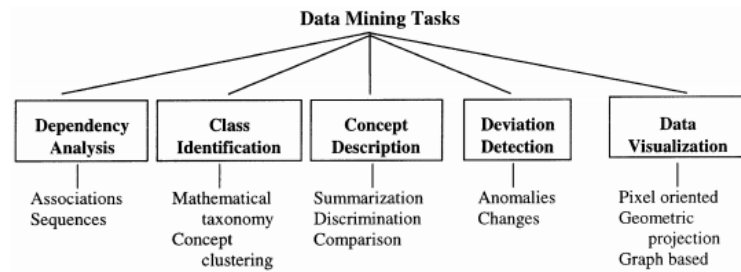 Data Mining Tasks
Dependency
Analysis
Class
Identification
Concept
Description
Deviation
Detection
Data
Visualization
Associations
Sequences
Mathematical
taxonomy
Concept
clustering
Summarization
Discrimination
Comparison
Anomalies
Changes
Pixel oriented
Geometric
projection
Graph based